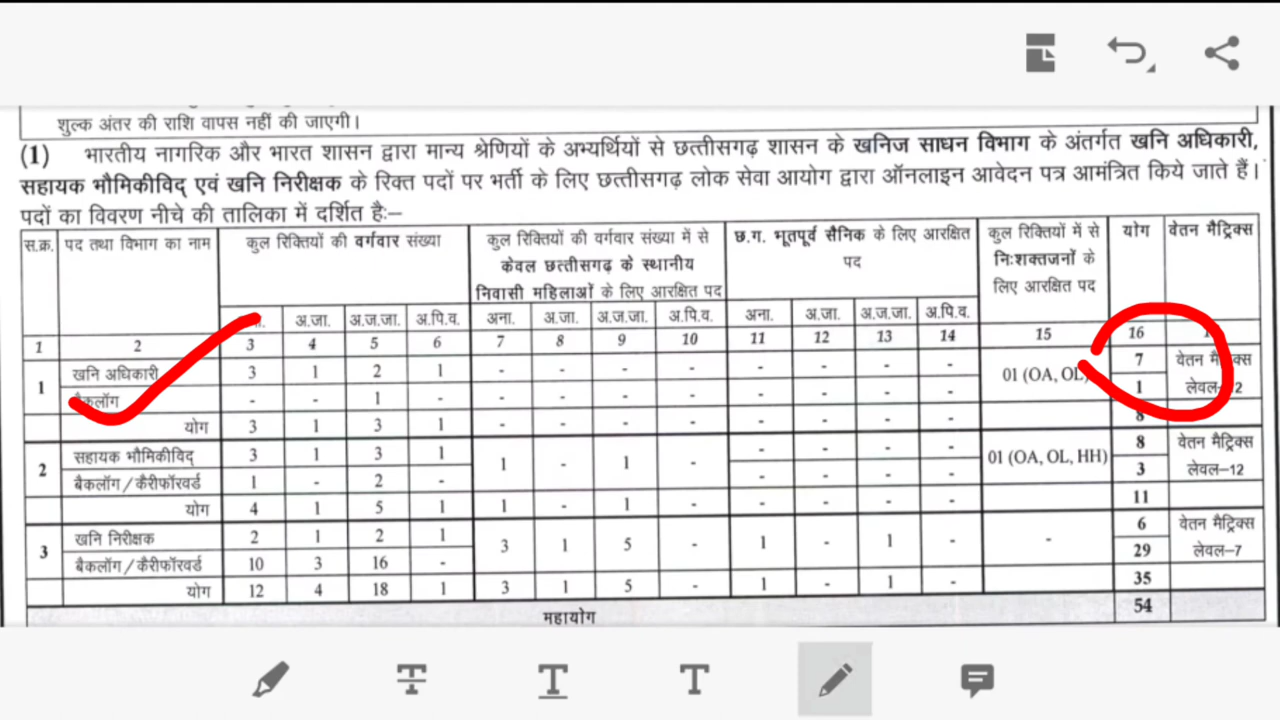 शुल्क अंतर की राशि वापस नहीं की जाएगी।
(1) भारतीय नागरिक और भारत शासन द्वारा मान्य श्रेणियों के अभ्यर्थियों से छत्तीसगढ़ शासन के खनिज साधन विभाग के अंतर्गत खनि अधिकारी,
सहायक भौमिकीविद् एवं खनि निरीक्षक के रिक्त पदों पर भर्ती के लिए छत्तीसगढ़ लोक सेवा आयोग द्वारा ऑनलाइन आवेदन पत्र आमंत्रित किये जाते हैं।
पदों का विवरण नीचे की तालिका में दर्शित है:–
स.क्र. पद तथा विभाग का नाम कुल रिक्तियों की वर्गवार संख्या कुल रिक्तियों की वर्गवार संख्या में से केवल छत्तीसगढ़ के स्थानीय निवासी महिलाओं के लिए आरक्षित पद छ.ग. भूतपूर्व सैनिक के लिए आरक्षित पद कुल रिक्तियों में से निःशक्तजनों के लिए आरक्षित पद योग वेतन मैट्रिक्स
अ.जा. अ.ज.जा. अ.पि.व. अना. अ.जा. अ.ज.जा. अ.पि.व. अना. अ.जा. अ.ज.जा. अ.पि.व.
1 2 3 4 5 6 7 8 9 10 11 12 13 14 15 16
1 खनि अधिकारी 3 1 2 1 - - - - - - - - 01 (OA, OL) 7 वेतन
बैकलॉग - - 1 - - - - - - - - - 1 लेवल–
योग 3 1 3 1 - - - - - - - - 8
2 सहायक भौमिकीविद् 3 1 3 1 1 - 1 - - - - - 01 (OA, OL, HH) 8 वेतन मैट्रिक्स
बैकलॉग/कैरीफॉरवर्ड 1 - 2 - - - - - 3 लेवल–12
योग 4 1 5 1 1 - 1 - - - - - 11
3 खनि निरीक्षक 2 1 2 1 3 1 5 - 1 - 1 - - 6 वेतन मैट्रिक्स
बैकलॉग/कैरीफॉरवर्ड 10 3 16 - 29 लेवल–7
योग 12 4 18 1 3 1 5 - 1 - 1 - 35
महायोग 54